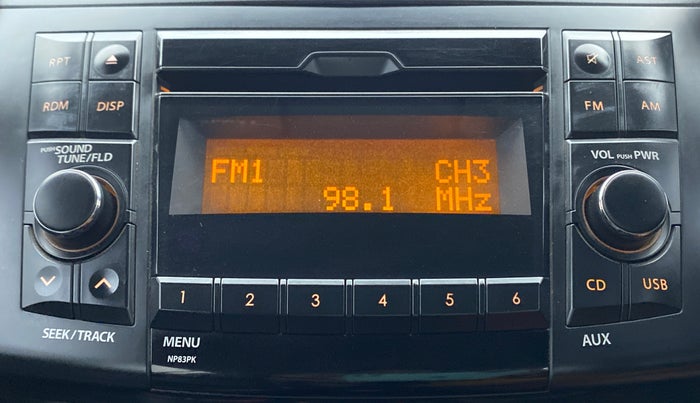 RPT
RDM DISP
PUSH SOUND
TUNE/FLD
SEEK/TRACK
FM1 CH3
98.1 MHz
1 2 3 4 5 6
MENU
NP83PK
AST
FM AM
VOL PUSH PWR
CD USB
AUX